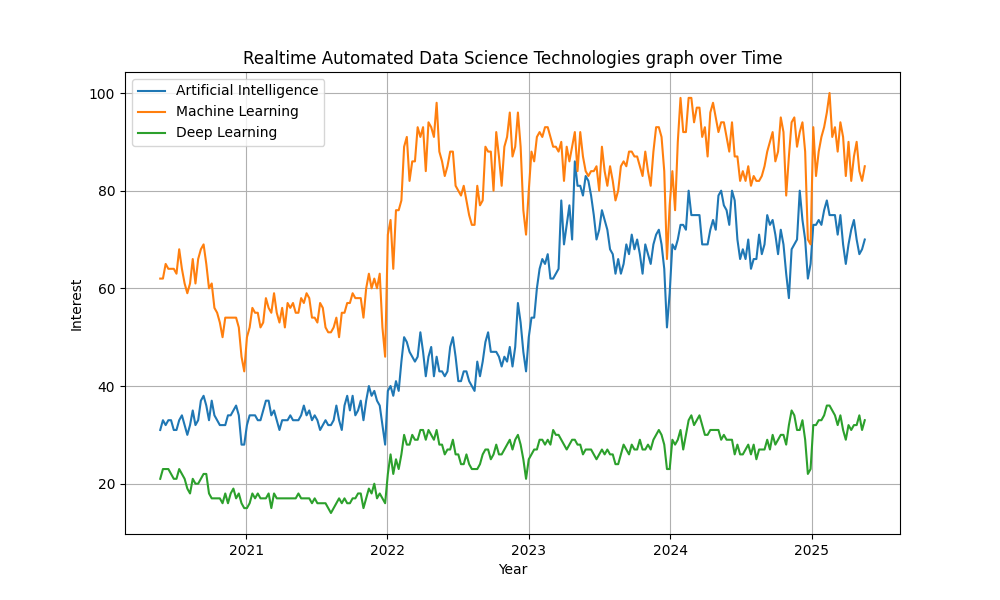 Realtime Automated Data Science Technologies graph over Time
Artificial Intelligence
Machine Learning
Deep Learning
100
80
60
40
20
Interest
2021
2022
2023
2024
2025
Year